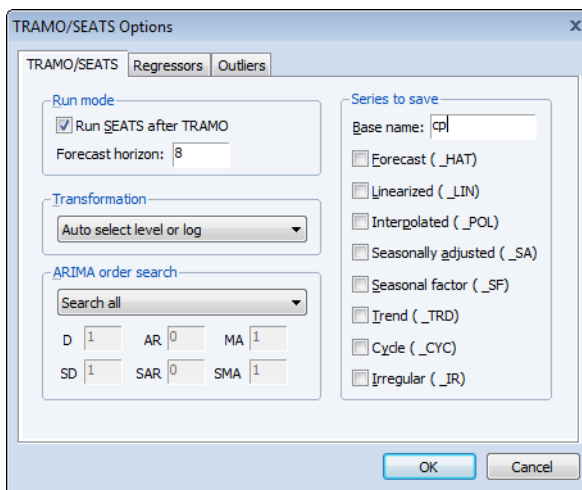 TRAMO/SEATS Options
x
TRAMO/SEATS
Regressors
Outliers
Run mode
Run SEATS after TRAMO
Forecast horizon: 8
Transformation
Auto select level or log
ARIMA order search
Search all
D 1 AR 0 MA 1
SD 1 SAR 0 SMA 1
Series to save
Base name: cp
Forecast ( _HAT)
Linearized ( _LIN)
Interpolated ( _POL)
Seasonally adjusted ( _SA)
Seasonal factor ( _SF)
Trend ( _TRD)
Cycle ( _CYC)
Irregular ( _IR)
OK
Cancel